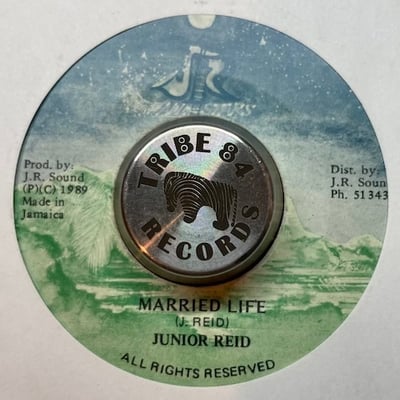 JR
Prod. by:
J.R. Sound
(P)(C) 1989
Made in
Jamaica
TRIBE 84
RECORDS
Dist. by:
J.R. Soun
Ph. 51343
MARRIED LIFE
(J. REID)
JUNIOR REID
ALL RIGHTS RESERVED